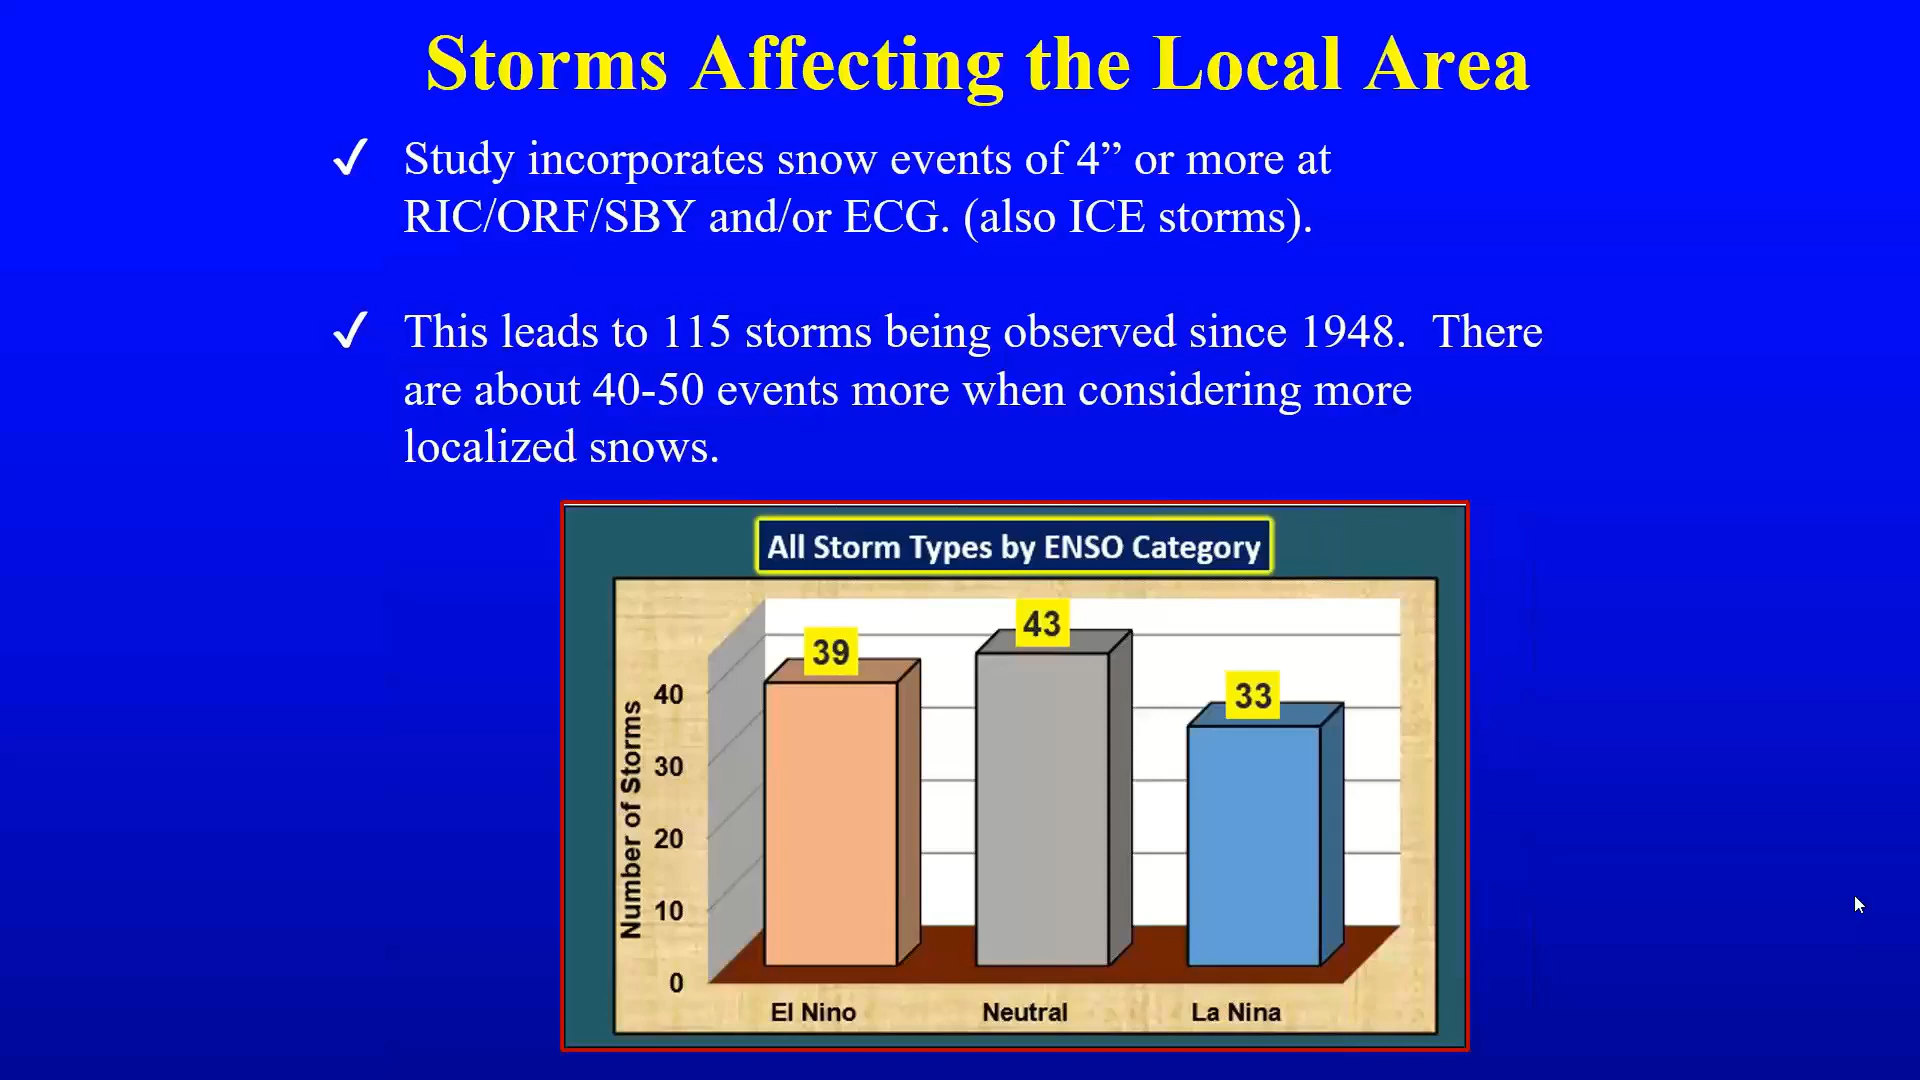 Storms Affecting the Local Area
✓ Study incorporates snow events of 4” or more at
RIC/ORF/SBY and/or ECG. (also ICE storms).
✓ This leads to 115 storms being observed since 1948.  There
are about 40-50 events more when considering more
localized snows.
All Storm Types by ENSO Category
Number of Storms
40
30
20
10
0
39
43
33
El Nino
Neutral
La Nina